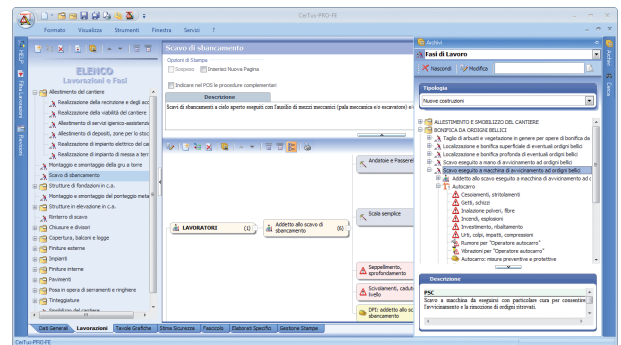 CerTus-PRO-FE
Formato Visualizza Strumenti Finestra Servizi ?
HELP
Filtra Lavorazioni
Funzioni
ELENCO
Lavorazioni e Fasi
Allestimento del cantiere
Realizzazione della recinzione e degli acc
Realizzazione della viabilità del cantiere
Allestimento di servizi igienico-assistenzi
Allestimento di depositi, zone per lo stoc
Realizzazione di impianto elettrico del can
Realizzazione di impianto di messa a terr
Montaggio e smontaggio della gru a torre
Scavo di sbancamento
Strutture di fondazioni in c.a.
Montaggio e smontaggio del ponteggio meta
Strutture in elevazione in c.a.
Rinterro di scavo
Chiusure e divisori
Copertura, balconi e logge
Finiture esterne
Impianti
Finiture interne
Pavimenti
Posa in opera di serramenti e ringhiere
Tinteggiature
Smobilizzo del cantiere
Scavo di sbancamento
Opzioni di Stampa
Sospeso Inserisci Nuova Pagina
Indicare nel POS le procedure complementari
Descrizione
Scavi di sbancamenti a cielo aperto eseguiti con l'ausilio di mezzi meccanici (pala meccanica e/o escavatore) e/
LAVORATORI (1)
Addetto allo scavo di
sbancamento (6)
Andatoie e Passerel
Scala semplice
Seppellimento,
sprofondamento
Scivolamenti, cadut
livello
DPI: addetto allo sc
sbancamento
Archivi
Fasi di Lavoro
Nascondi Modifica
Tipologia
Nuove costruzioni
ALLESTIMENTO E SMOBILIZZO DEL CANTIERE
BONIFICA DA ORDIGNI BELLICI
Taglio di arbusti e vegetazione in genere per opere di bonifica da
Localizzazione e bonifica superficiale di eventuali ordigni bellici
Localizzazione e bonifica profonda di eventuali ordigni bellici
Scavo eseguito a mano di avvicinamento ad ordigni bellici
Scavo eseguito a macchina di avvicinamento ad ordigni bellici
Addetto allo scavo eseguito a macchina di avvicinamento ad o
Autocarro
Cesoiamenti, stritolamenti
Getti, schizzi
Inalazione polveri, fibre
Incendi, esplosioni
Investimento, ribaltamento
Urti, colpi, impatti, compressioni
Rumore per "Operatore autocarro"
Vibrazioni per "Operatore autocarro"
Autocarro: misure preventive e protettive
Descrizione
PSC
Scavo a macchina da eseguirsi con particolare cura per consentire
l'avvicinamento e la rimozione di ordigni ritrovati.
Archivi
Cerca
Dati Generali Lavorazioni Tavole Grafiche Stima Sicurezza Fascicolo Elaborati Specifici Gestione Stampe
CerTus-PRO-FE